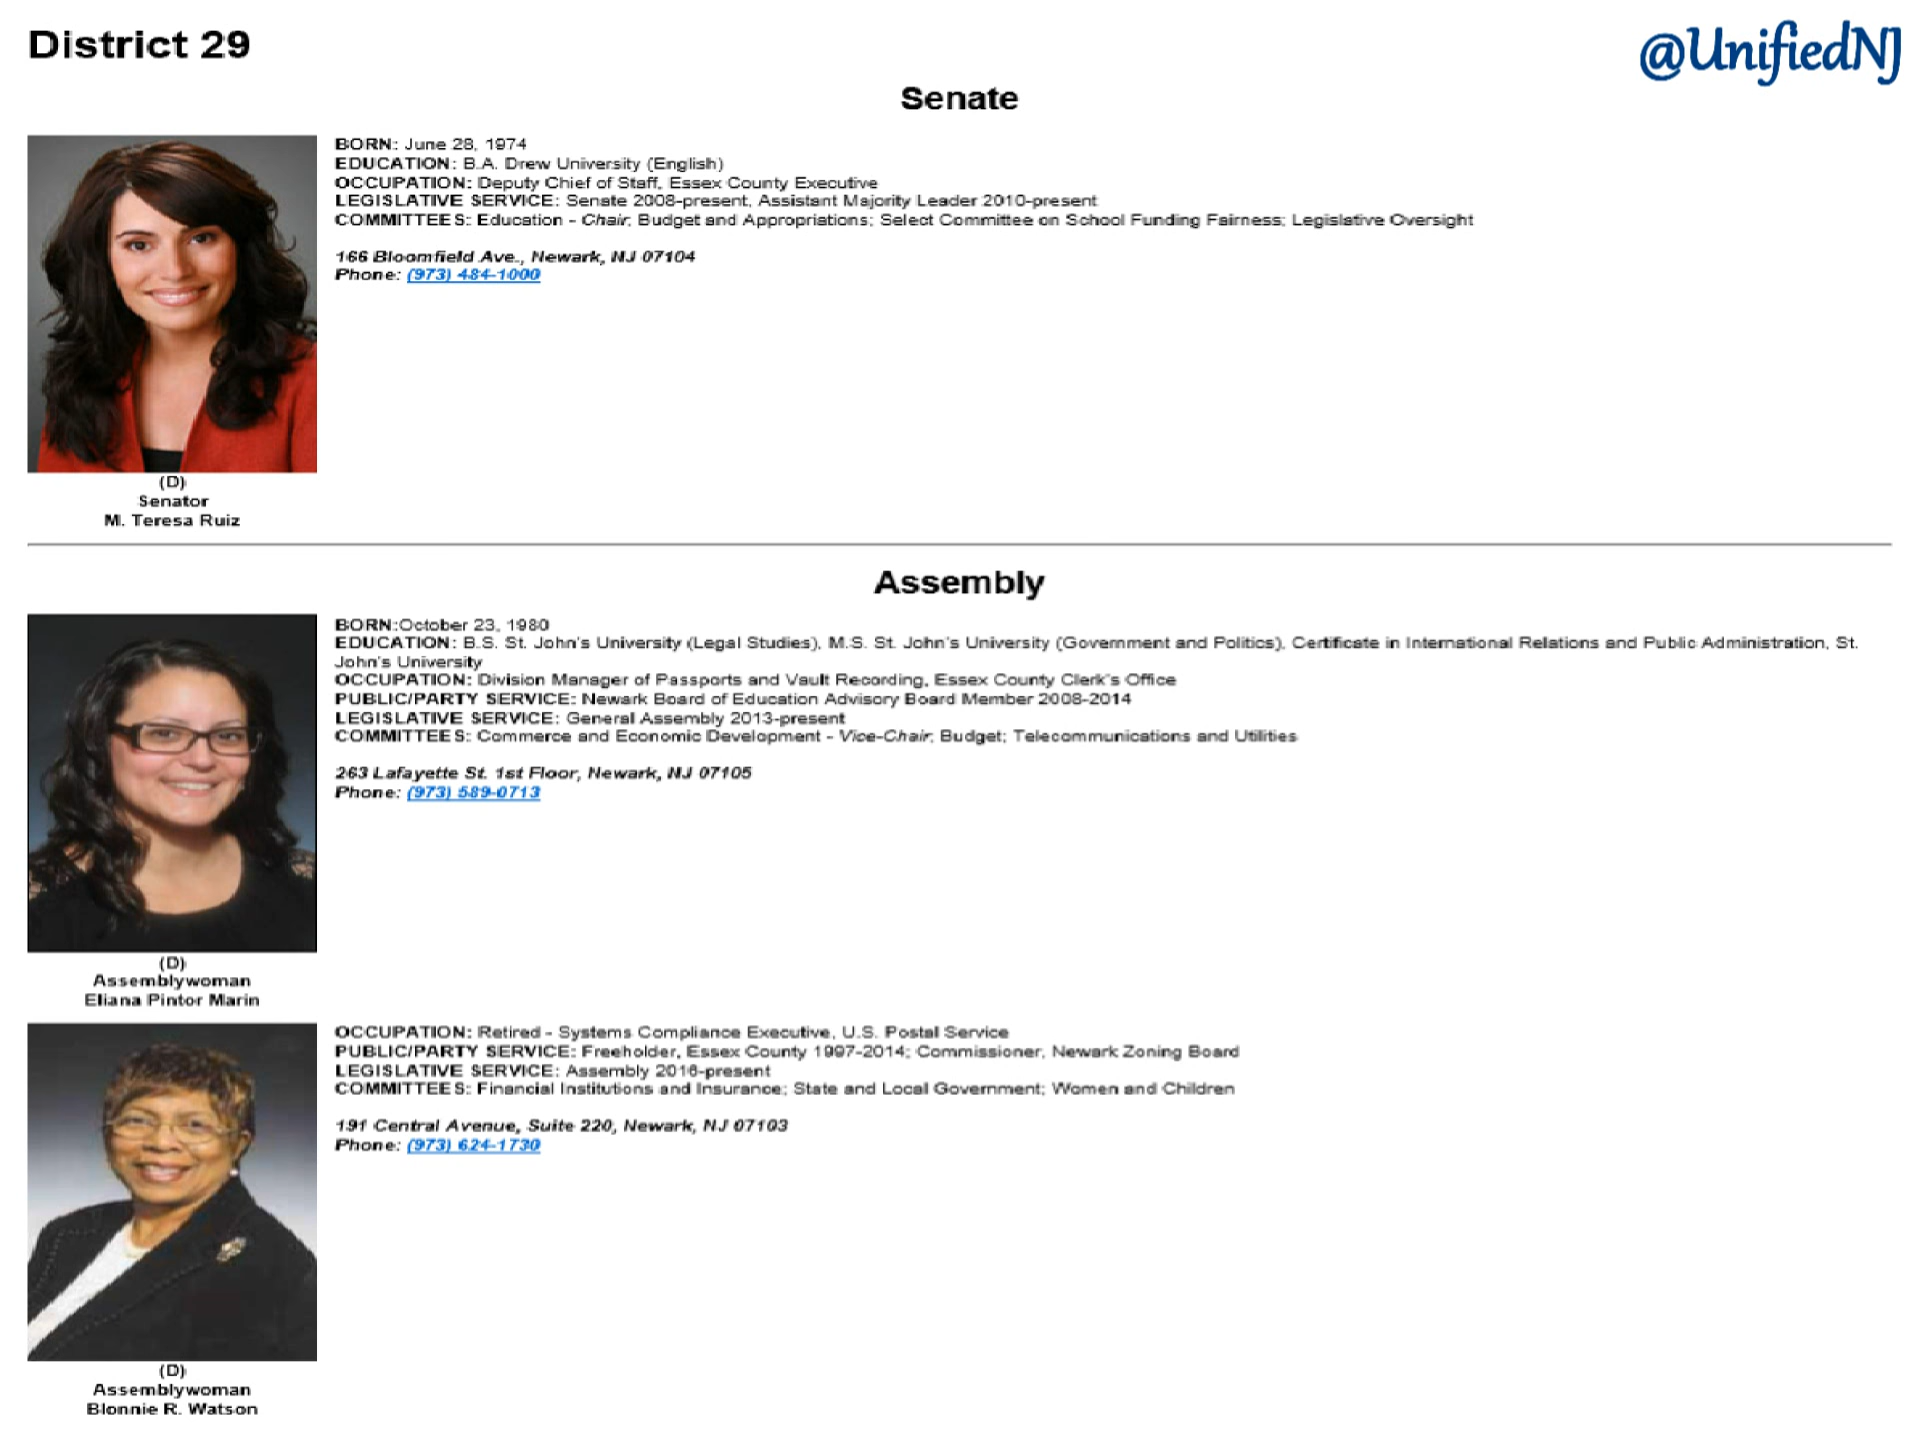 District 29
@UnifiedNJ
Senate
BORN: June 28, 1974
EDUCATION: B.A. Drew University (English)
OCCUPATION: Deputy Chief of Staff, Essex County Executive
LEGISLATIVE SERVICE: Senate 2008-present, Assistant Majority Leader 2010-present
COMMITTEES: Education - Chair; Budget and Appropriations; Select Committee on School Funding Fairness; Legislative Oversight
166 Bloomfield Ave., Newark, NJ 07104
Phone: (973) 484-1000
(D)
Senator
M. Teresa Ruiz
Assembly
BORN:October 23, 1980
EDUCATION: B.S. St. John's University (Legal Studies), M.S. St. John's University (Government and Politics), Certificate in International Relations and Public Administration, St.
John's University
OCCUPATION: Division Manager of Passports and Vault Recording, Essex County Clerk's Office
PUBLIC/PARTY SERVICE: Newark Board of Education Advisory Board Member 2008-2014
LEGISLATIVE SERVICE: General Assembly 2013-present
COMMITTEES: Commerce and Economic Development - Vice-Chair; Budget; Telecommunications and Utilities
263 Lafayette St. 1st Floor, Newark, NJ 07105
Phone: (973) 589-0713
(D)
Assemblywoman
Eliana Pintor Marin
OCCUPATION: Retired - Systems Compliance Executive, U.S. Postal Service
PUBLIC/PARTY SERVICE: Freeholder, Essex County 1997-2014; Commissioner, Newark Zoning Board
LEGISLATIVE SERVICE: Assembly 2016-present
COMMITTEES: Financial Institutions and Insurance; State and Local Government; Women and Children
191 Central Avenue, Suite 220, Newark, NJ 07103
Phone: (973) 624-1730
(D)
Assemblywoman
Blonnie R. Watson